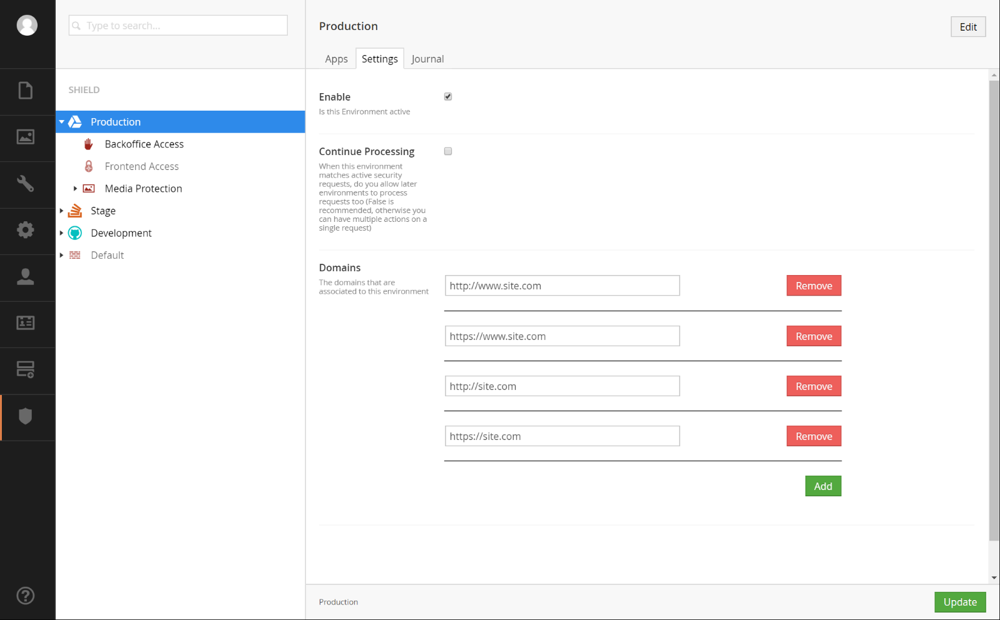 Type to search...
SHIELD
Production
Backoffice Access
Frontend Access
Media Protection
Stage
Development
Default
Production
Edit
Apps
Settings
Journal
Enable
Is this Environment active
Continue Processing
When this environment
matches active security
requests, do you allow later
environments to process
requests too (False is
recommended, otherwise you
can have multiple actions on a
single request)
Domains
The domains that are
associated to this environment
http://www.site.com
Remove
https://www.site.com
Remove
http://site.com
Remove
https://site.com
Remove
Add
Production
Update